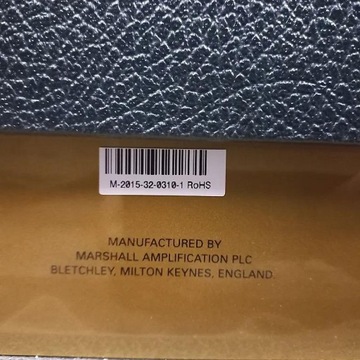 M-2015-32-0310-1 RoHS
MANUFACTURED BY
MARSHALL AMPLIFICATION PLC
BLETCHLEY, MILTON KEYNES, ENGLAND.